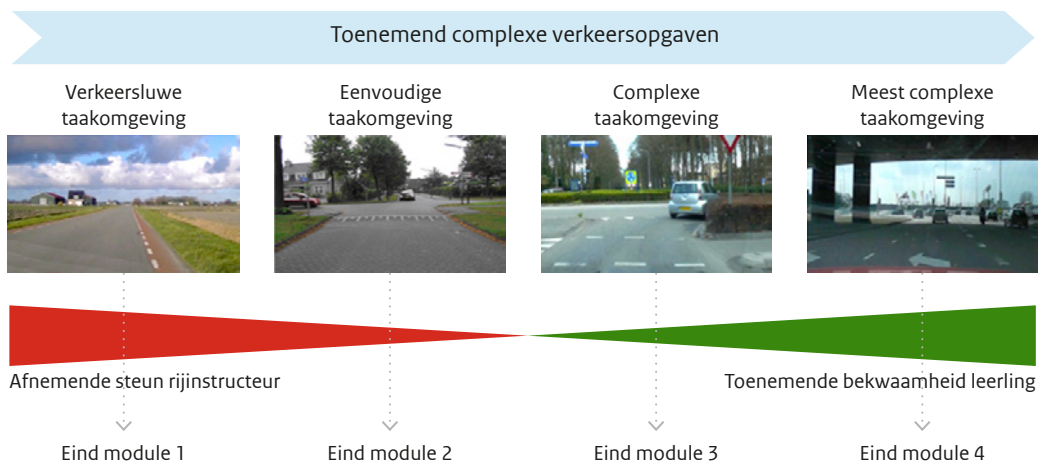 Toenemend complexe verkeersopgaven
Verkeersluwe
taakomgeving
Eenvoudige
taakomgeving
Complexe
taakomgeving
Meest complexe
taakomgeving
Afnemende steun rijinstructeur
Toenemende bekwaamheid leerling
Eind module 1
Eind module 2
Eind module 3
Eind module 4